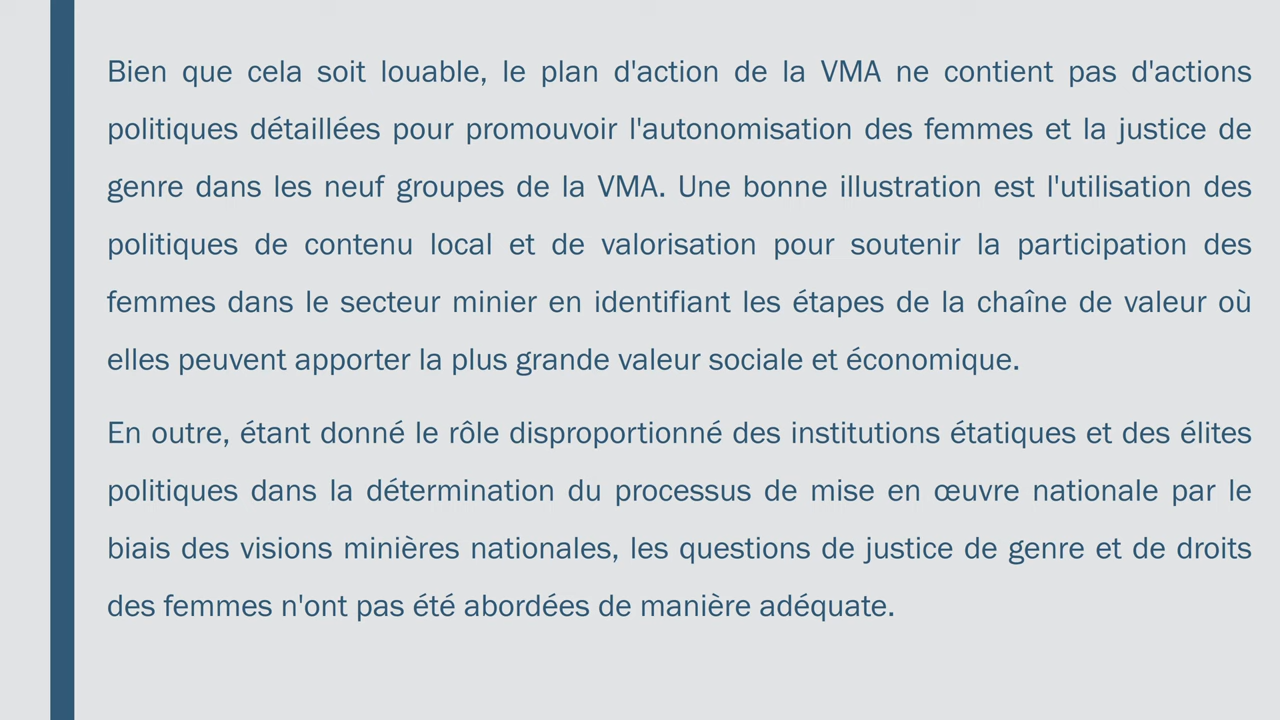 Bien que cela soit louable, le plan d'action de la VMA ne contient pas d'actions
politiques détaillées pour promouvoir l'autonomisation des femmes et la justice de
genre dans les neuf groupes de la VMA. Une bonne illustration est l'utilisation des
politiques de contenu local et de valorisation pour soutenir la participation des
femmes dans le secteur minier en identifiant les étapes de la chaîne de valeur où
elles peuvent apporter la plus grande valeur sociale et économique.
En outre, étant donné le rôle disproportionné des institutions étatiques et des élites
politiques dans la détermination du processus de mise en œuvre nationale par le
biais des visions minières nationales, les questions de justice de genre et de droits
des femmes n'ont pas été abordées de manière adéquate.